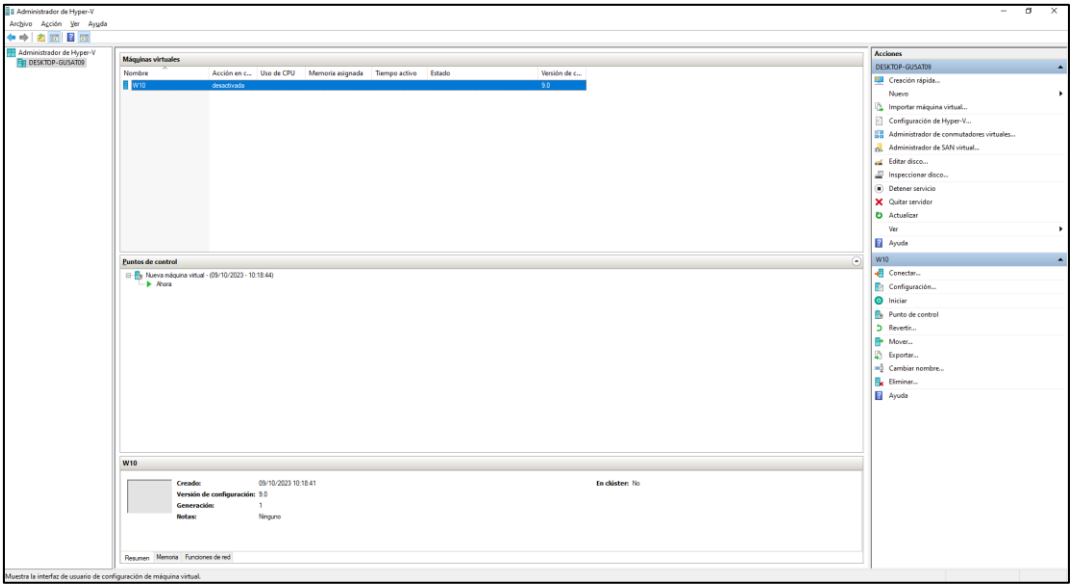 Administrador de Hyper-V
Archivo Acción Ver Ayuda
Administrador de Hyper-V
DESKTOP-GUSAT09
Máquinas virtuales
Nombre Acción en c... Uso de CPU Memoria asignada Tiempo activo Estado Versión de c...
W10 desactivada 9.0
Puntos de control
Nueva máquina virtual - (09/10/2023 - 10:18:44)
Ahora
W10
Creado: 09/10/2023 10:18:41 En clúster: No
Versión de configuración: 9.0
Generación: 1
Notas: Ninguno
Resumen Memoria Funciones de red
Acciones
DESKTOP-GUSAT09
Creación rápida...
Nuevo
Importar máquina virtual...
Configuración de Hyper-V...
Administrador de conmutadores virtuales...
Administrador de SAN virtual...
Editar disco...
Inspeccionar disco...
Detener servicio
Quitar servidor
Actualizar
Ver
Ayuda
W10
Conectar...
Configuración...
Iniciar
Punto de control
Revertir...
Mover...
Exportar...
Cambiar nombre...
Eliminar...
Ayuda
Muestra la interfaz de usuario de configuración de máquina virtual.